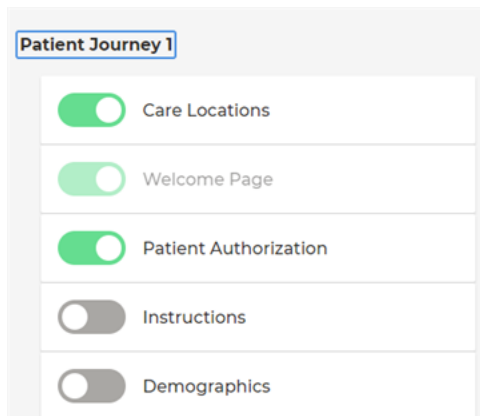 Patient Journey 1
Care Locations
Welcome Page
Patient Authorization
Instructions
Demographics